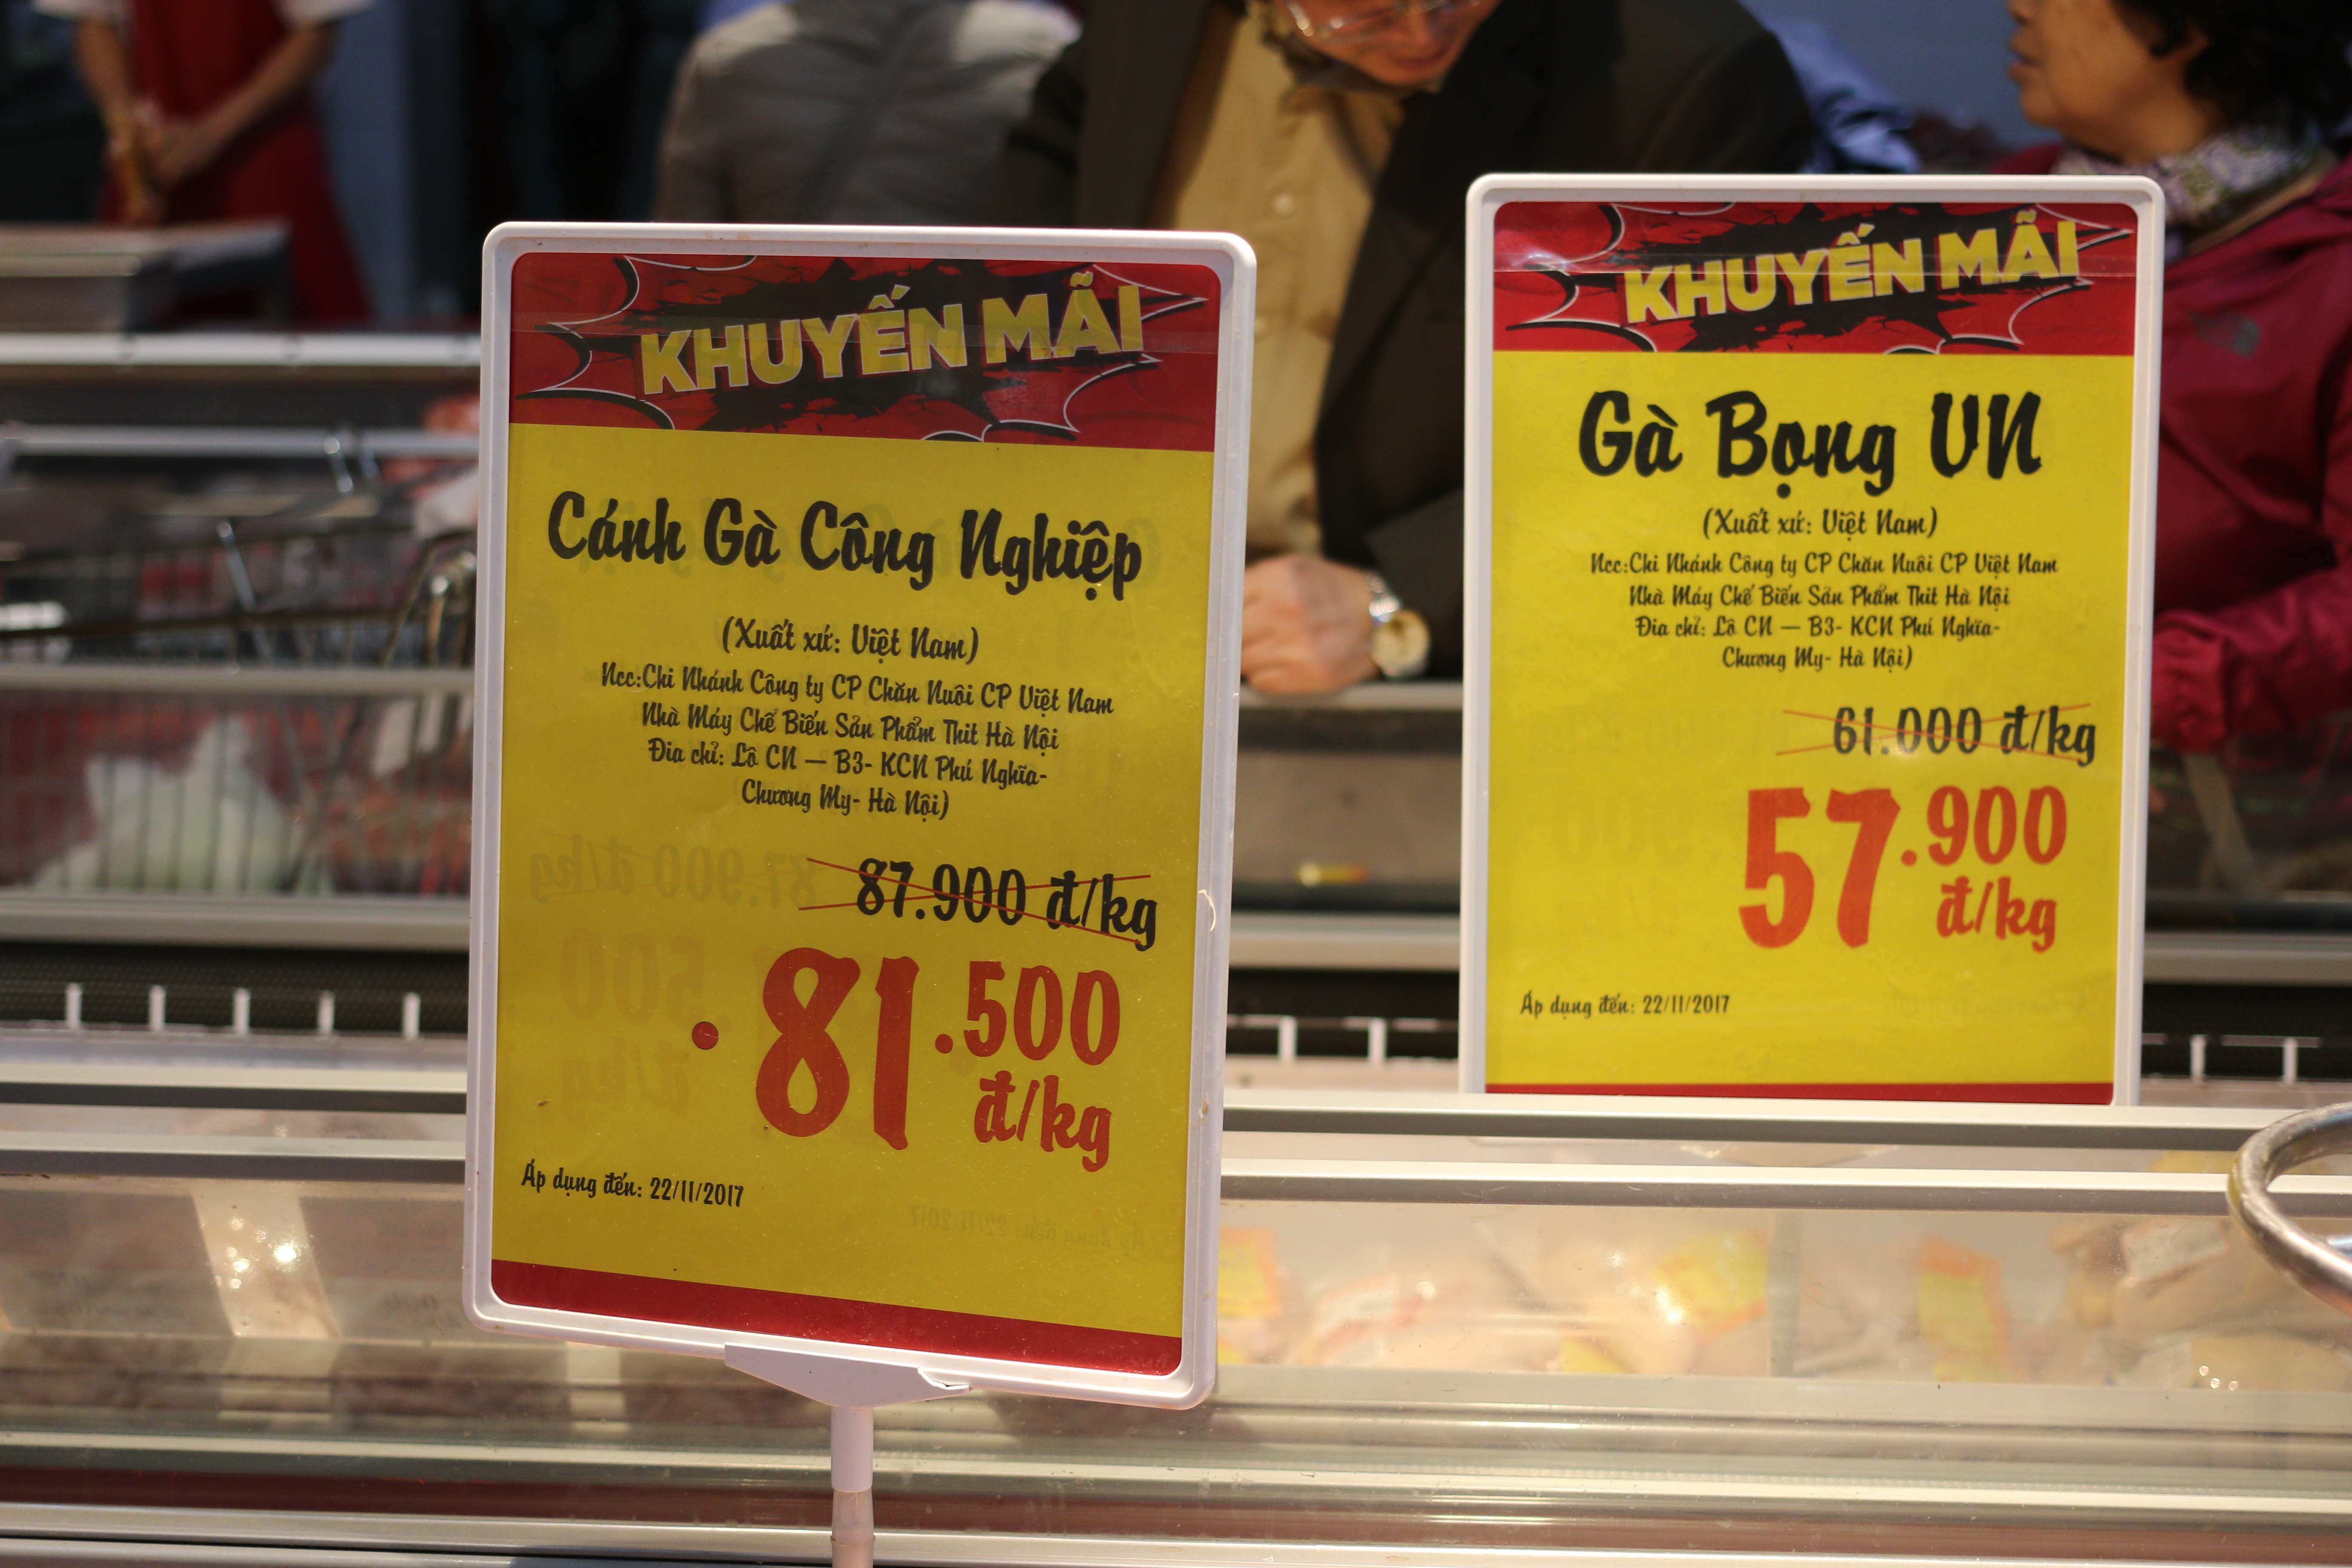 KHUYẾN MÃI
Cánh Gà Công Nghiệp
(Xuất xứ: Việt Nam)
Ncc:Chi Nhánh Công ty CP Chăn Nuôi CP Việt Nam
Nhà Máy Chế Biến Sản Phẩm Thit Hà Nội
Đia chỉ: Lô CN — B3- KCN Phú Nghĩa-
Chương My- Hà Nội)
87.900 đ/kg
81.500
đ/kg
Áp dụng đến: 22/11/2017
KHUYẾN MÃI
Gà Bọng VN
(Xuất xứ: Việt Nam)
Ncc:Chi Nhánh Công ty CP Chăn Nuôi CP Việt Nam
Nhà Máy Chế Biến Sản Phẩm Thit Hà Nội
Đia chỉ: Lô CN — B3- KCN Phú Nghĩa-
Chương My- Hà Nội)
61.000 đ/kg
57.900
đ/kg
Áp dụng đến: 22/11/2017